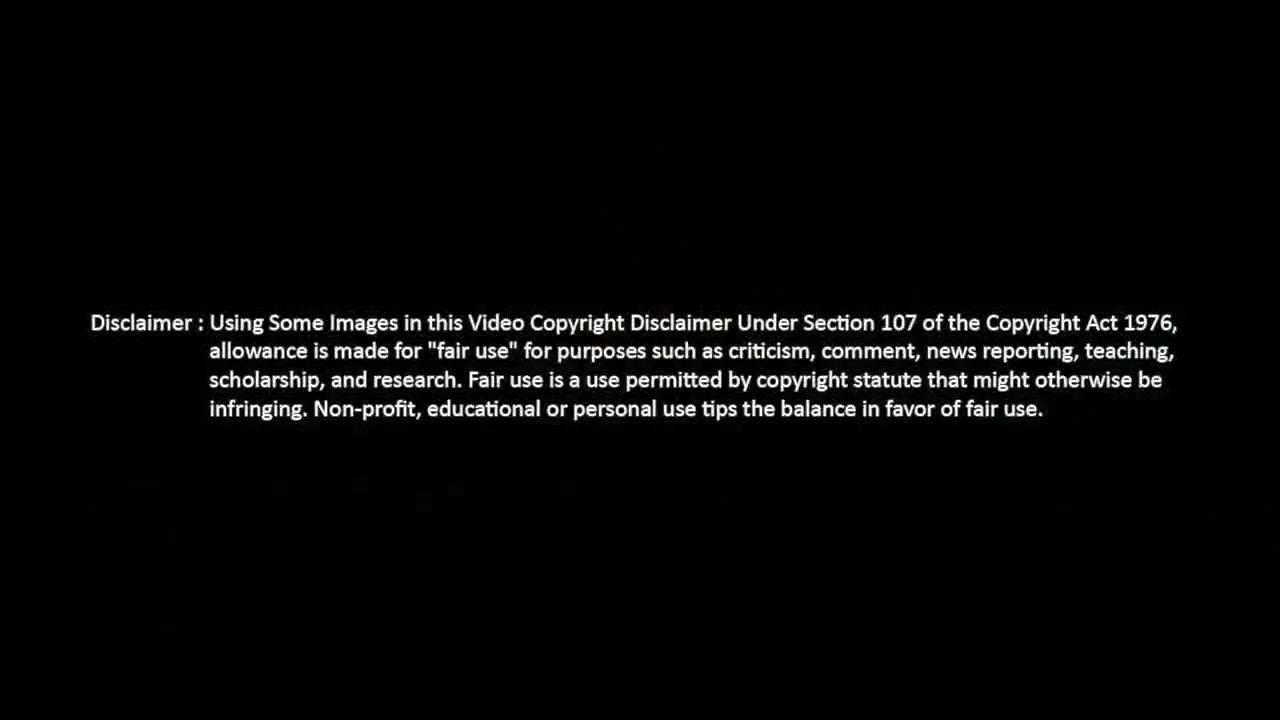 Disclaimer : Using Some Images in this Video Copyright Disclaimer Under Section 107 of the Copyright Act 1976,
allowance is made for "fair use" for purposes such as criticism, comment, news reporting, teaching,
scholarship, and research. Fair use is a use permitted by copyright statute that might otherwise be
infringing. Non-profit, educational or personal use tips the balance in favor of fair use.